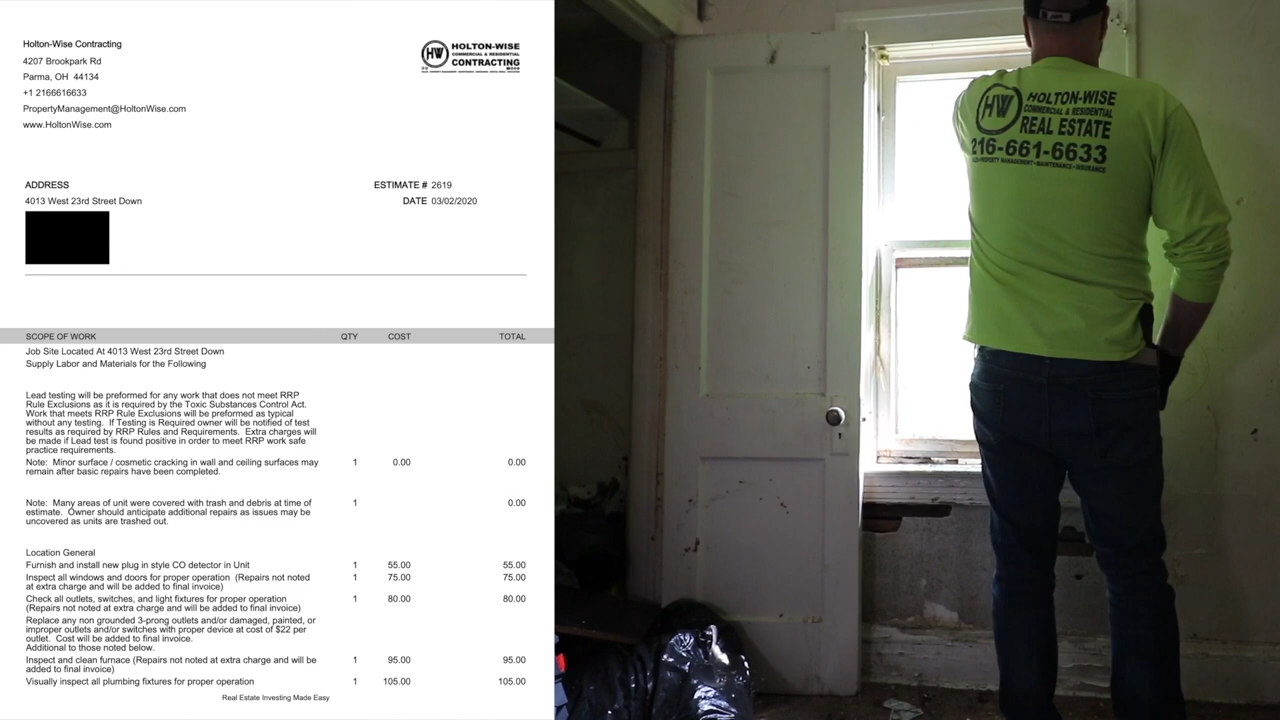 Holton-Wise Contracting
4207 Brookpark Rd
Parma, OH 44134
+1 2166616633
PropertyManagement@HoltonWise.com
www.HoltonWise.com
HW
HOLTON-WISE
COMMERCIAL & RESIDENTIAL
CONTRACTING
ADDRESS
4013 West 23rd Street Down
ESTIMATE # 2619
DATE 03/02/2020
SCOPE OF WORK QTY COST TOTAL
Job Site Located At 4013 West 23rd Street Down
Supply Labor and Materials for the Following
Lead testing will be preformed for any work that does not meet RRP
Rule Exclusions as it is required by the Toxic Substances Control Act.
Work that meets RRP Rule Exclusions will be preformed as typical
without any testing. If Testing is Required owner will be notified of test
results as required by RRP Rules and Requirements. Extra charges will
be made if Lead test is found positive in order to meet RRP work safe
practice requirements.
Note: Minor surface / cosmetic cracking in wall and ceiling surfaces may 1 0.00 0.00
remain after basic repairs have been completed.
Note: Many areas of unit were covered with trash and debris at time of 1 0.00
estimate. Owner should anticipate additional repairs as issues may be
uncovered as units are trashed out.
Location General
Furnish and install new plug in style CO detector in Unit 1 55.00 55.00
Inspect all windows and doors for proper operation (Repairs not noted 1 75.00 75.00
at extra charge and will be added to final invoice)
Check all outlets, switches, and light fixtures for proper operation 1 80.00 80.00
(Repairs not noted at extra charge and will be added to final invoice)
Replace any non grounded 3-prong outlets and/or damaged, painted, or
improper outlets and/or switches with proper device at cost of $22 per
outlet. Cost will be added to final invoice.
Additional to those noted below.
Inspect and clean furnace (Repairs not noted at extra charge and will be 1 95.00 95.00
added to final invoice)
Visually inspect all plumbing fixtures for proper operation 1 105.00 105.00
Real Estate Investing Made Easy
HW
HOLTON-WISE
COMMERCIAL & RESIDENTIAL
REAL ESTATE
216-661-6633
PROPERTY MANAGEMENT•MAINTENANCE•INSURANCE